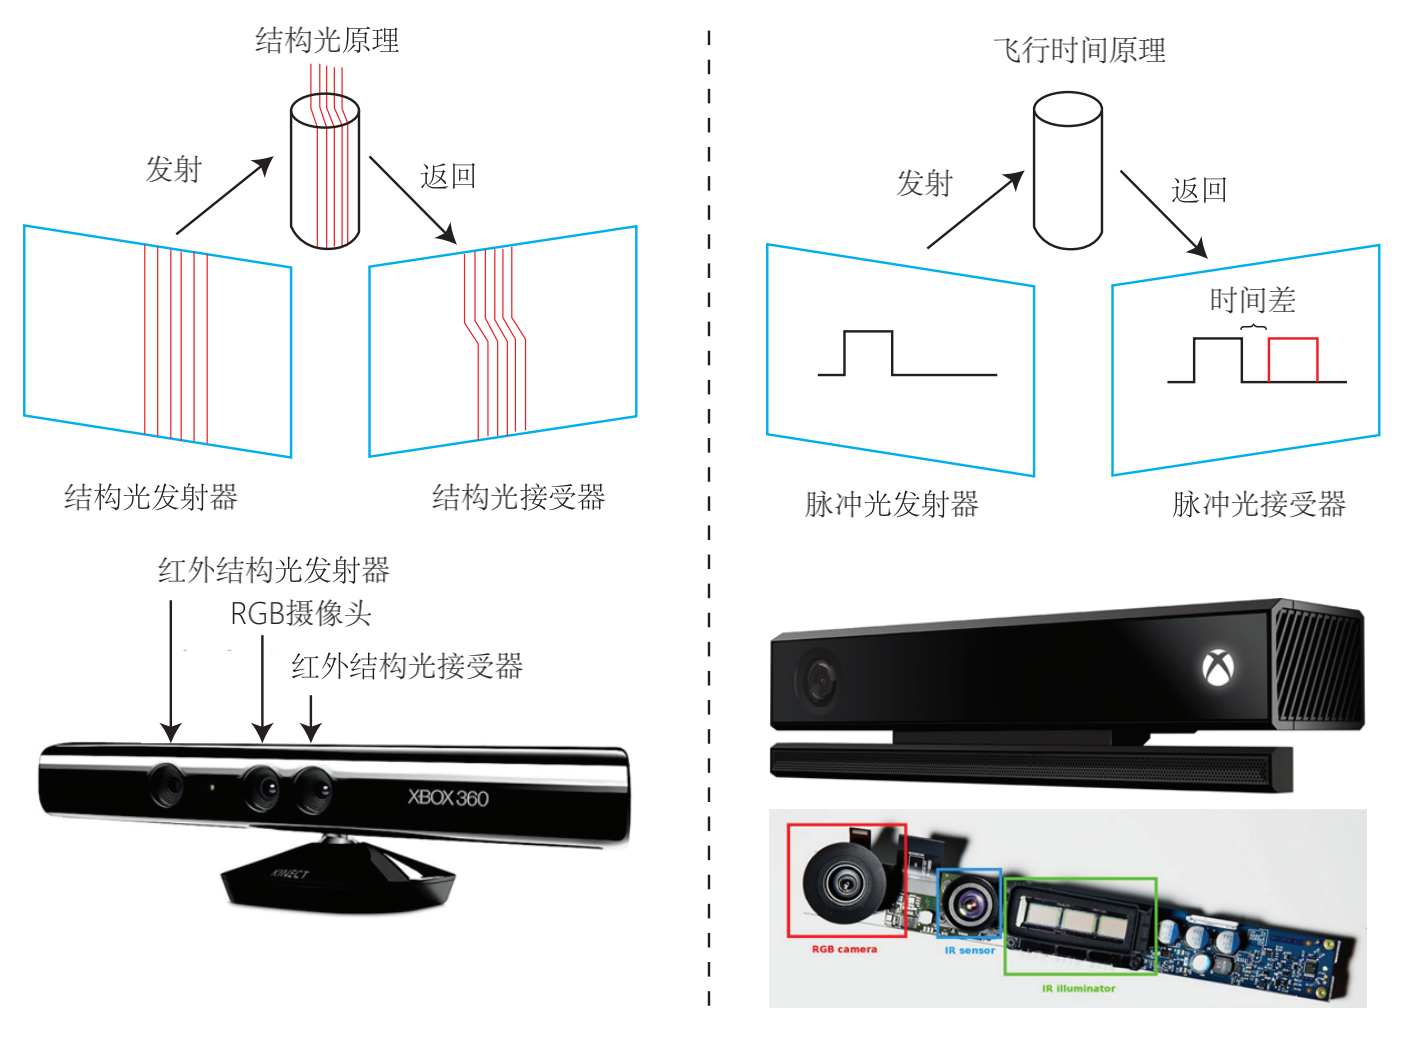 结构光原理
发射
返回
结构光发射器
结构光接受器
红外结构光发射器
RGB摄像头
红外结构光接受器
XBOX 360
KINECT
飞行时间原理
发射
返回
时间差
脉冲光发射器
脉冲光接受器
RGB camera
IR sensor
IR illuminator